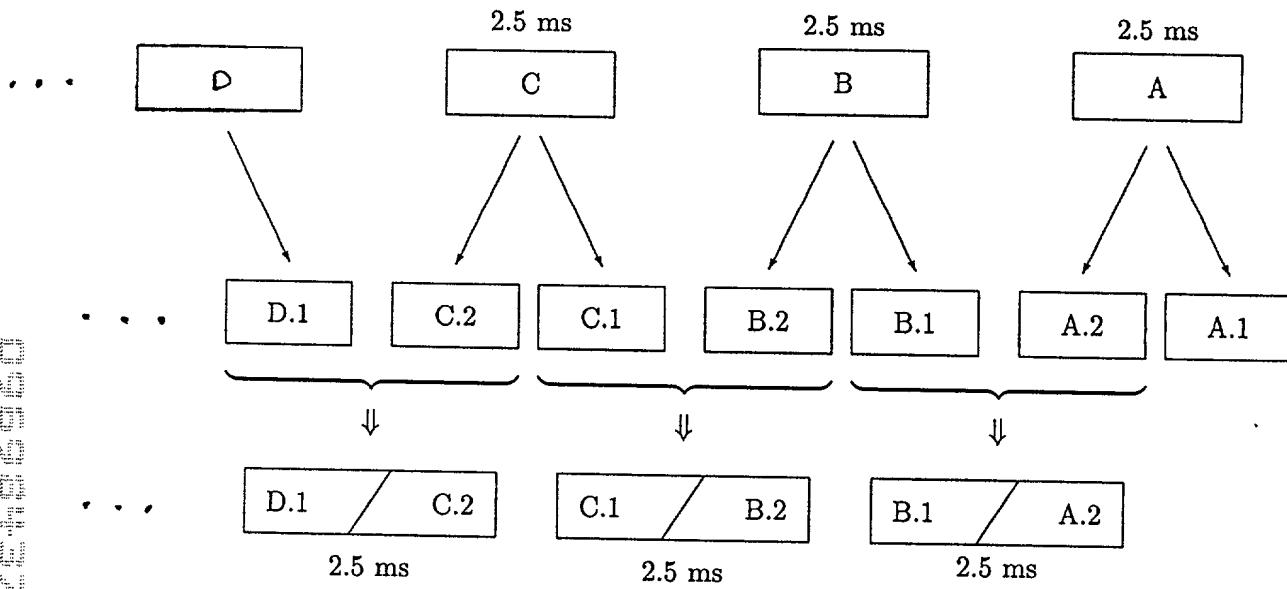 2.5 ms 2.5 ms 2.5 ms
... D C B A
... D.1 C.2 C.1 B.2 B.1 A.2 A.1
⇓ ⇓ ⇓
... D.1 C.2 C.1 B.2 B.1 A.2
2.5 ms 2.5 ms 2.5 ms